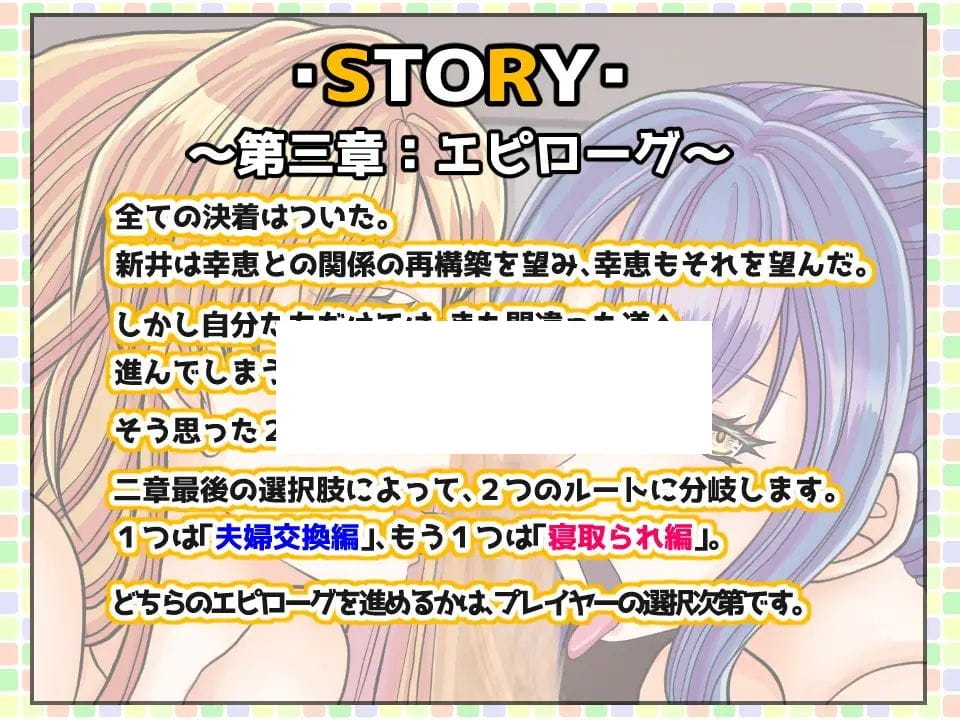 ・STORY・
～第三章：エピローグ～
全ての決着はついた。
新井は幸恵との関係の再構築を望み、幸恵もそれを望んだ。
しかし自分
進んでしまう
そう思った
二章最後の選択肢によって、２つのルートに分岐します。
１つは「夫婦交換編」、もう１つは「寝取られ編」。
どちらのエピローグを進めるかは、プレイヤーの選択次第です。